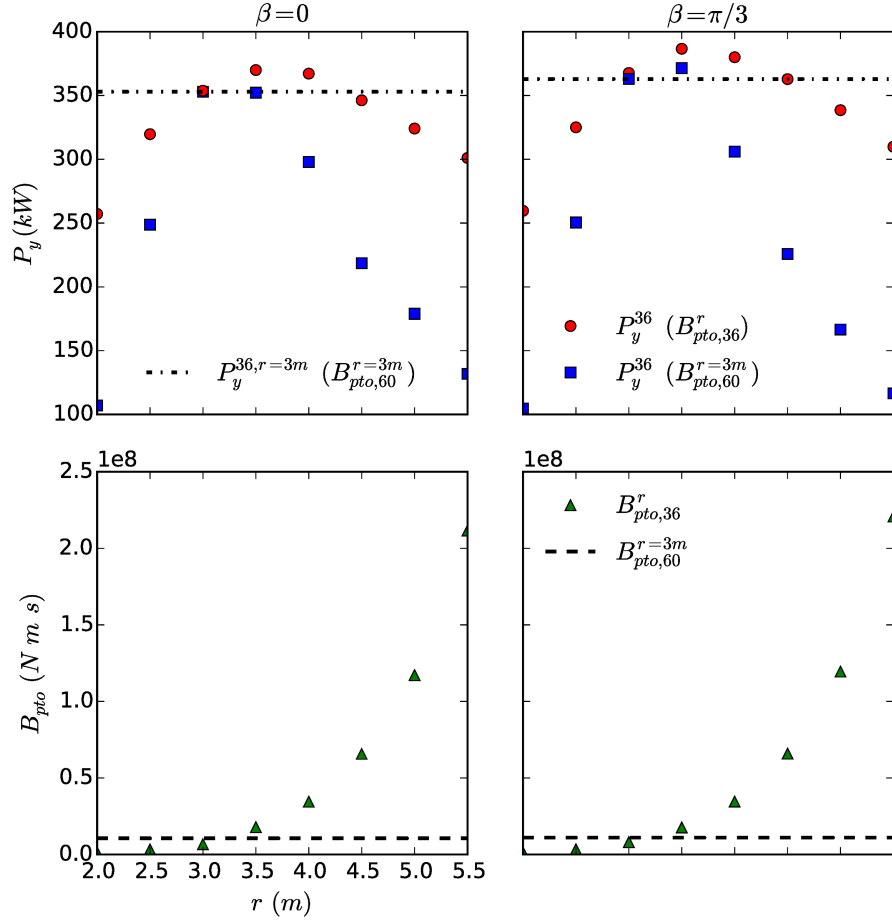 β=0
β=π/3
400
350
300
250
200
150
100
P_y (kW)
P_y^{36,r=3m} (B_{pto,60}^{r=3m})
P_y^{36} (B_{pto,36}^{r})
P_y^{36} (B_{pto,60}^{r=3m})
1e8
1e8
2.5
2.0
1.5
1.0
0.5
0.0
B_{pto} (N m s)
B_{pto,36}^{r}
B_{pto,60}^{r=3m}
2.0 2.5 3.0 3.5 4.0 4.5 5.0 5.5
r (m)